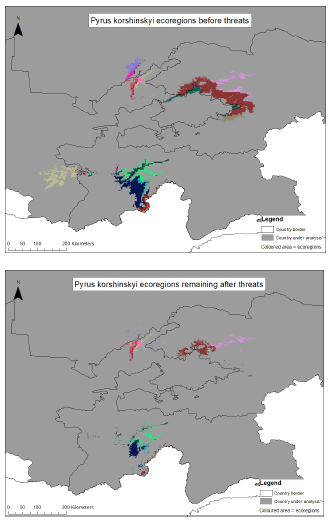 Pyrus korshinskyi ecoregions before threats
N
Legend
Country border
Country under analysis
Coloured area = ecoregions
0 50 100 200 Kilometers
Pyrus korshinskyi ecoregions remaining after threats
N
Legend
Country border
Country under analysis
Coloured area = ecoregions
0 50 100 200 Kilometers